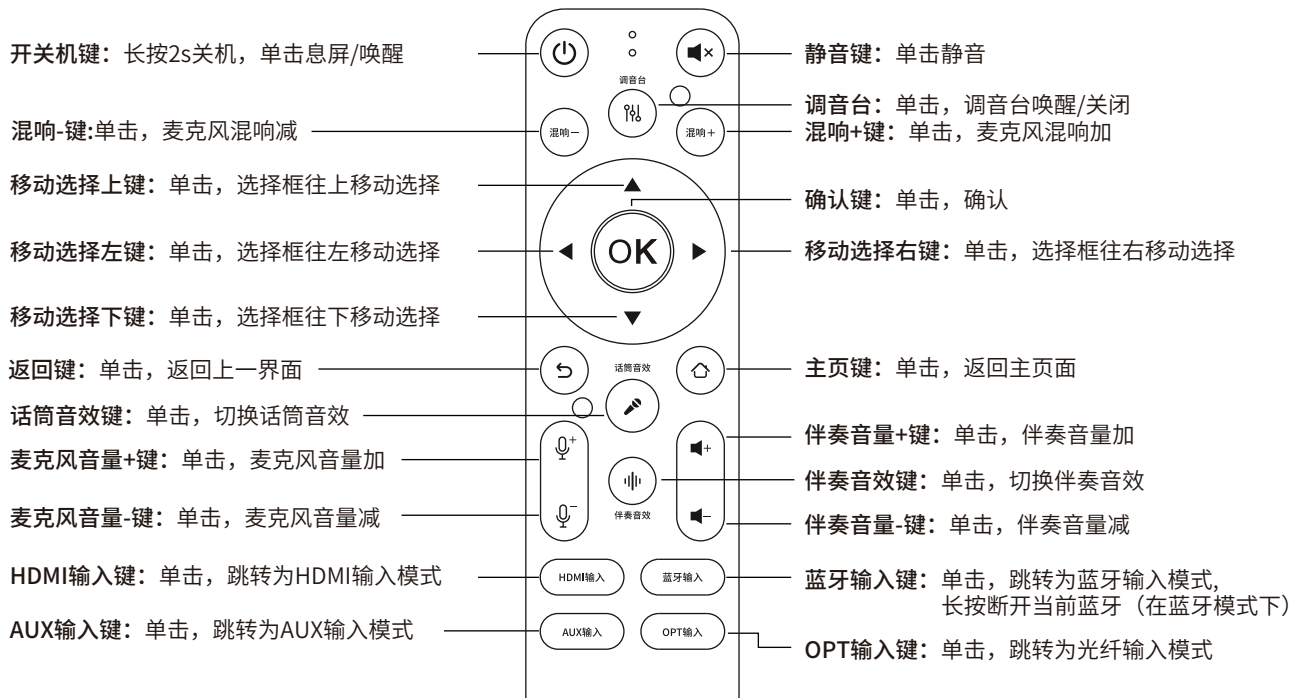 开关机键：长按2s关机，单击息屏/唤醒
静音键：单击静音
调音台
调音台：单击，调音台唤醒/关闭
混响-键:单击，麦克风混响减
混响－
混响＋
混响+键：单击，麦克风混响加
移动选择上键：单击，选择框往上移动选择
确认键：单击，确认
移动选择左键：单击，选择框往左移动选择
OK
移动选择右键：单击，选择框往右移动选择
移动选择下键：单击，选择框往下移动选择
返回键：单击，返回上一界面
话筒音效
主页键：单击，返回主页面
话筒音效键：单击，切换话筒音效
伴奏音量+键：单击，伴奏音量加
麦克风音量+键：单击，麦克风音量加
伴奏音效键：单击，切换伴奏音效
麦克风音量-键：单击，麦克风音量减
伴奏音效
伴奏音量-键：单击，伴奏音量减
HDMI输入键：单击，跳转为HDMI输入模式
HDMI输入
蓝牙输入
蓝牙输入键：单击，跳转为蓝牙输入模式,
长按断开当前蓝牙（在蓝牙模式下）
AUX输入键：单击，跳转为AUX输入模式
AUX输入
OPT输入
OPT输入键：单击，跳转为光纤输入模式